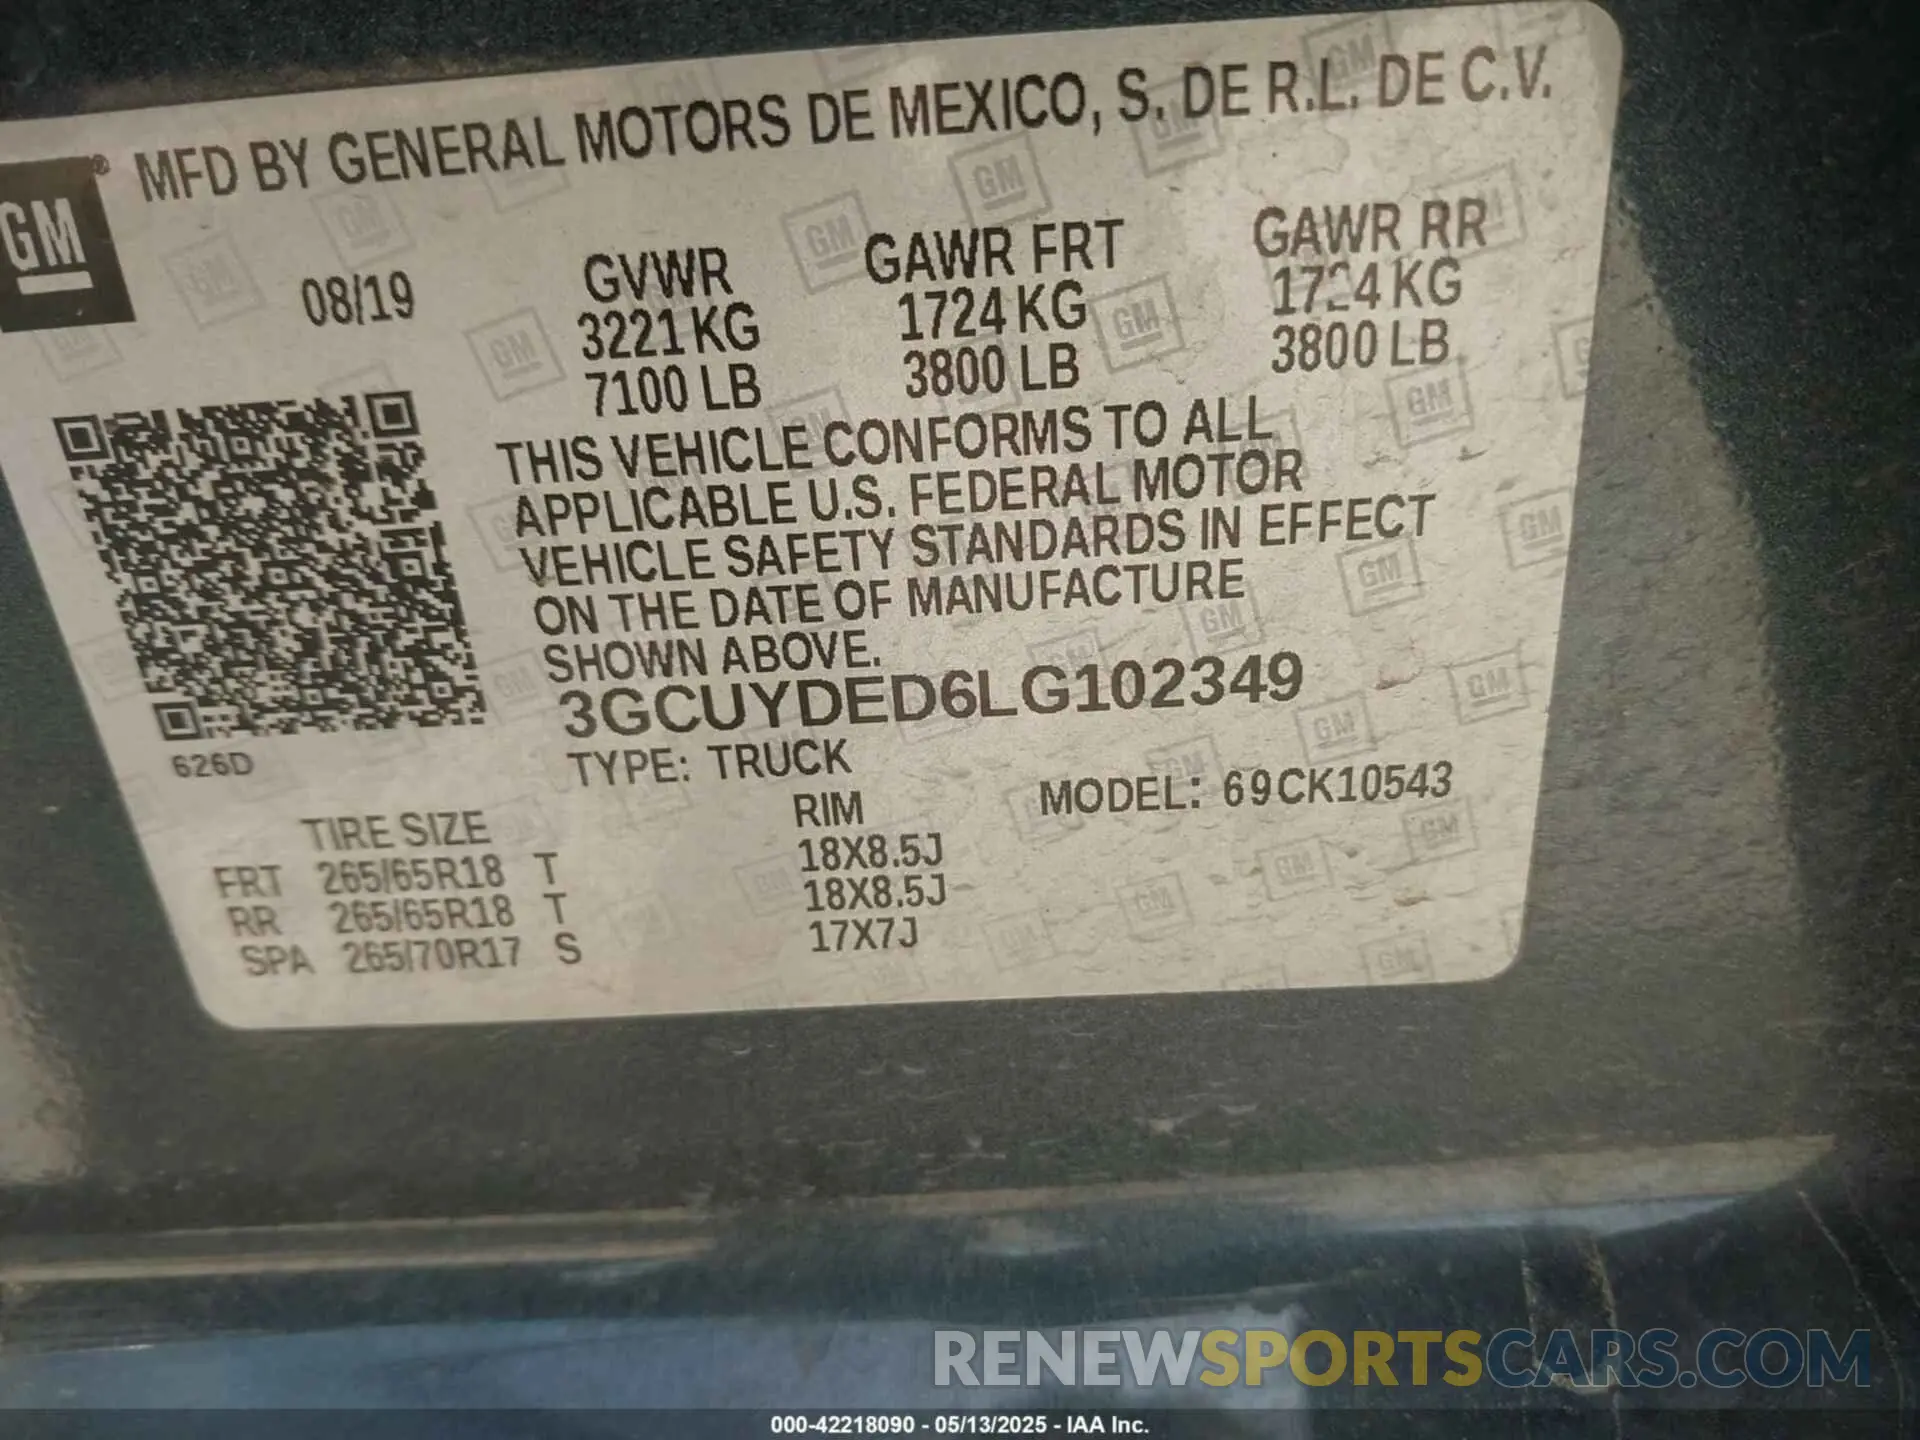 MFD BY GENERAL MOTORS DE MEXICO, S. DE R.L. DE C.V.
GM®
08/19
GVWR GAWR FRT GAWR RR
3221 KG 1724 KG 1724 KG
7100 LB 3800 LB 3800 LB
THIS VEHICLE CONFORMS TO ALL
APPLICABLE U.S. FEDERAL MOTOR
VEHICLE SAFETY STANDARDS IN EFFECT
ON THE DATE OF MANUFACTURE
SHOWN ABOVE.
3GCUYDED6LG102349
626D
TYPE: TRUCK
MODEL: 69CK10543
TIRE SIZE RIM
FRT 265/65R18 T 18X8.5J
RR 265/65R18 T 18X8.5J
SPA 265/70R17 S 17X7J
RENEWSPORTSCARS.COM
000-42218090 - 05/13/2025 - IAA Inc.